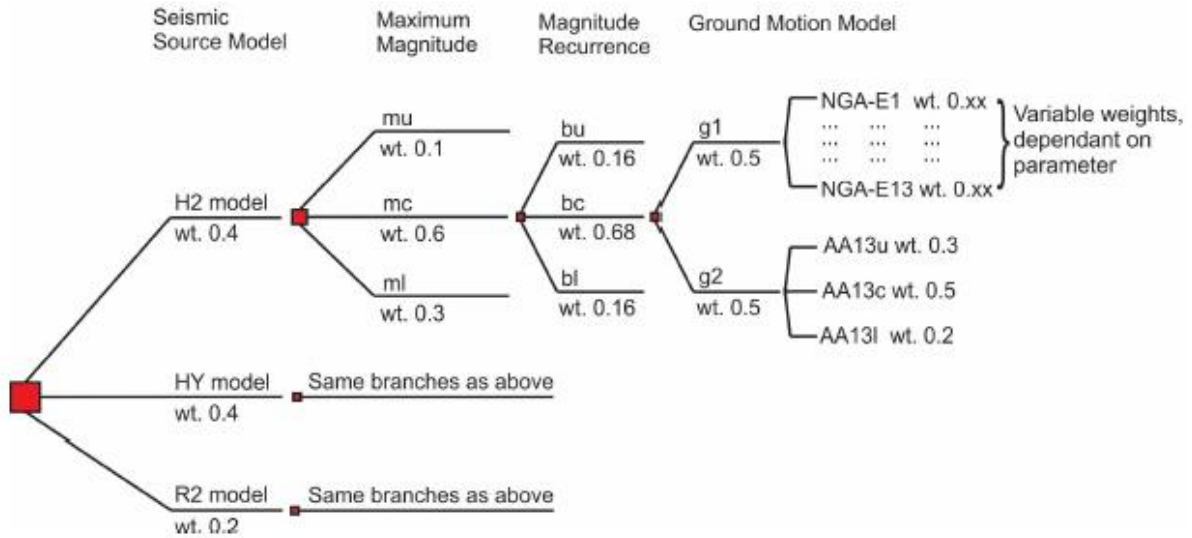 Seismic
Source Model
Maximum
Magnitude
Magnitude
Recurrence
Ground Motion Model
H2 model
wt. 0.4
mu
wt. 0.1
mc
wt. 0.6
ml
wt. 0.3
bu
wt. 0.16
bc
wt. 0.68
bl
wt. 0.16
g1
wt. 0.5
g2
wt. 0.5
NGA-E1 wt. 0.xx
... ... ...
... ... ...
NGA-E13 wt. 0.xx
Variable weights,
dependant on
parameter
AA13u wt. 0.3
AA13c wt. 0.5
AA13l wt. 0.2
HY model
wt. 0.4
Same branches as above
R2 model
wt. 0.2
Same branches as above